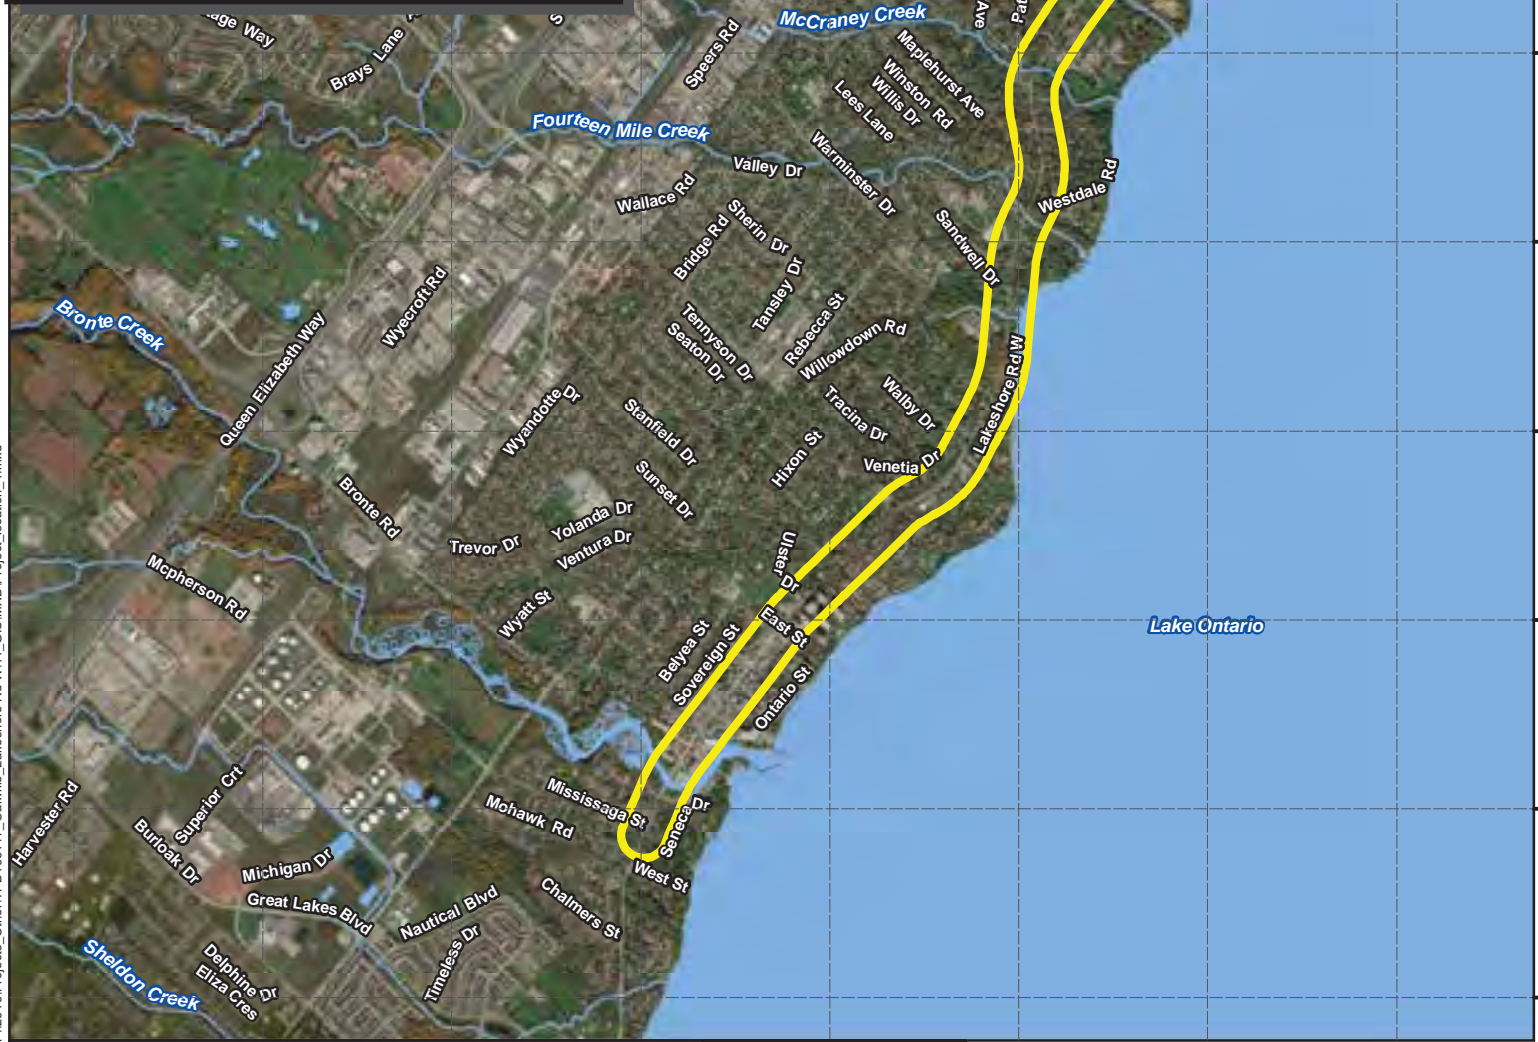 McCraney Creek
Ave
Way
Brays Lane
Speers Rd
Maplehurst Ave
Winston Rd
Willis Dr
Lees Lane
Fourteen Mile Creek
Valley Dr
Warminster Dr
Westdale Rd
Wallace Rd
Sherin Dr
Bridge Rd
Sandwell Dr
Tansley Dr
Wyecroft Rd
Bronte Creek
Queen Elizabeth Way
Tennyson Dr
Seaton Dr
Rebecca St
Willowdown Rd
Lakeshore Rd W
Wyandotte Dr
Stanfield Dr
Tracina Dr
Walby Dr
Hixon St
Venetia Dr
Sunset Dr
Bronte Rd
Yolanda Dr
Trevor Dr
Ventura Dr
Ulster Dr
Mcpherson Rd
Wyatt St
East St
Lake Ontario
Belyea St
Sovereign St
Ontario St
Harvester Rd
Superior Crt
Mississaga St
Mohawk Rd
Seneca Dr
Burloak Dr
Michigan Dr
West St
Great Lakes Blvd
Nautical Blvd
Chalmers St
Timeless Dr
Sheldon Creek
Delphine Dr
Eliza Cres